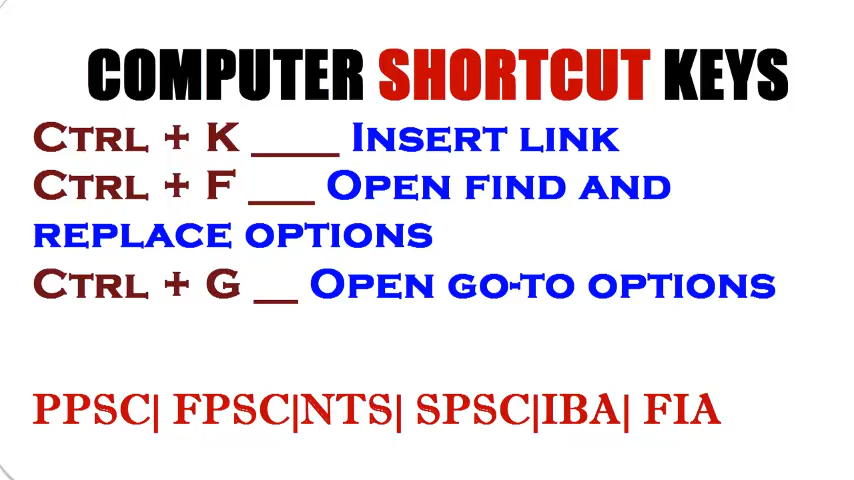 COMPUTER SHORTCUT KEYS
Ctrl + K ____ Insert link
Ctrl + F ___ Open find and
replace options
Ctrl + G __ Open go-to options
PPSC| FPSC|NTS| SPSC|IBA| FIA